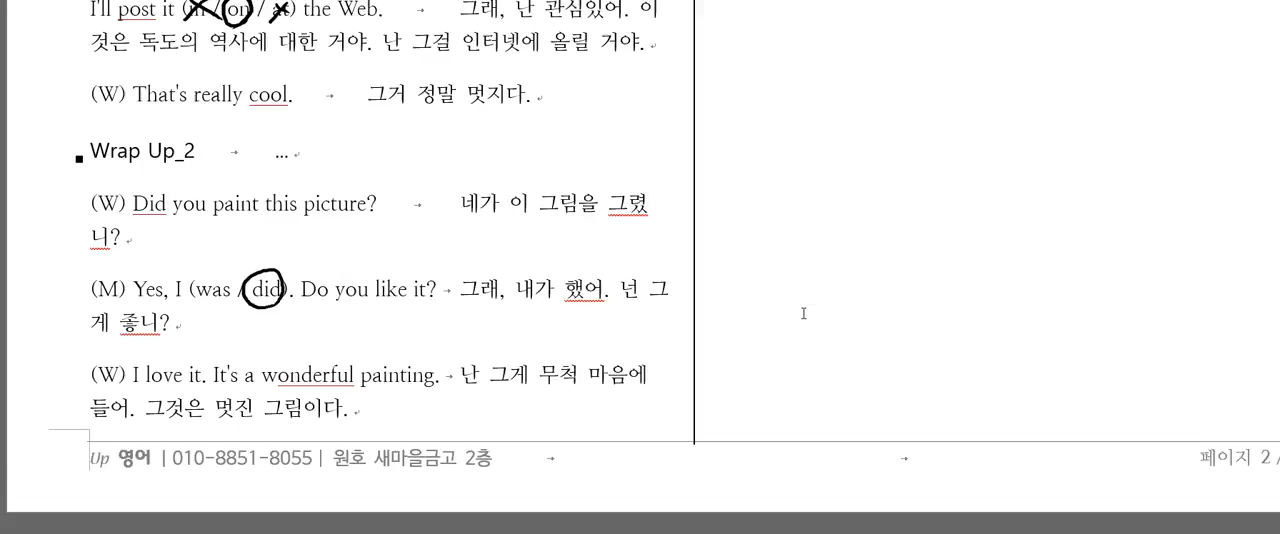 I'll post it (in / on / at) the Web. → 그래, 난 관심있어. 이
것은 독도의 역사에 대한 거야. 난 그걸 인터넷에 올릴 거야.
(W) That's really cool. → 그거 정말 멋지다.
Wrap Up_2 → ...
(W) Did you paint this picture? → 네가 이 그림을 그렸
니?
(M) Yes, I (was / did). Do you like it? → 그래, 내가 했어. 넌 그
게 좋니?
(W) I love it. It's a wonderful painting. → 난 그게 무척 마음에
들어. 그것은 멋진 그림이다.
Up 영어 | 010-8851-8055 | 원호 새마을금고 2층 → → 페이지 2 /